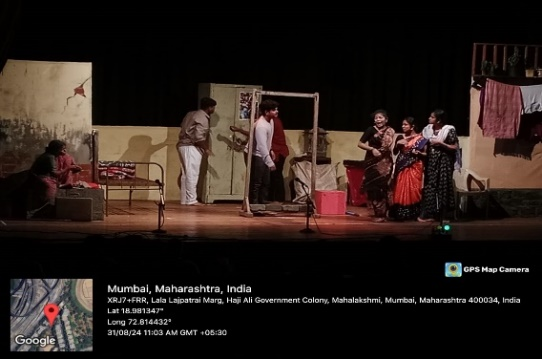 GPS Map Camera
Mumbai, Maharashtra, India
XRJ7+FRR, Lala Lajpatrai Marg, Haji Ali Government Colony, Mahalakshmi, Mumbai, Maharashtra 400034, India
Lat 18.981347°
Long 72.814432°
31/08/24 11:03 AM GMT +05:30
Google